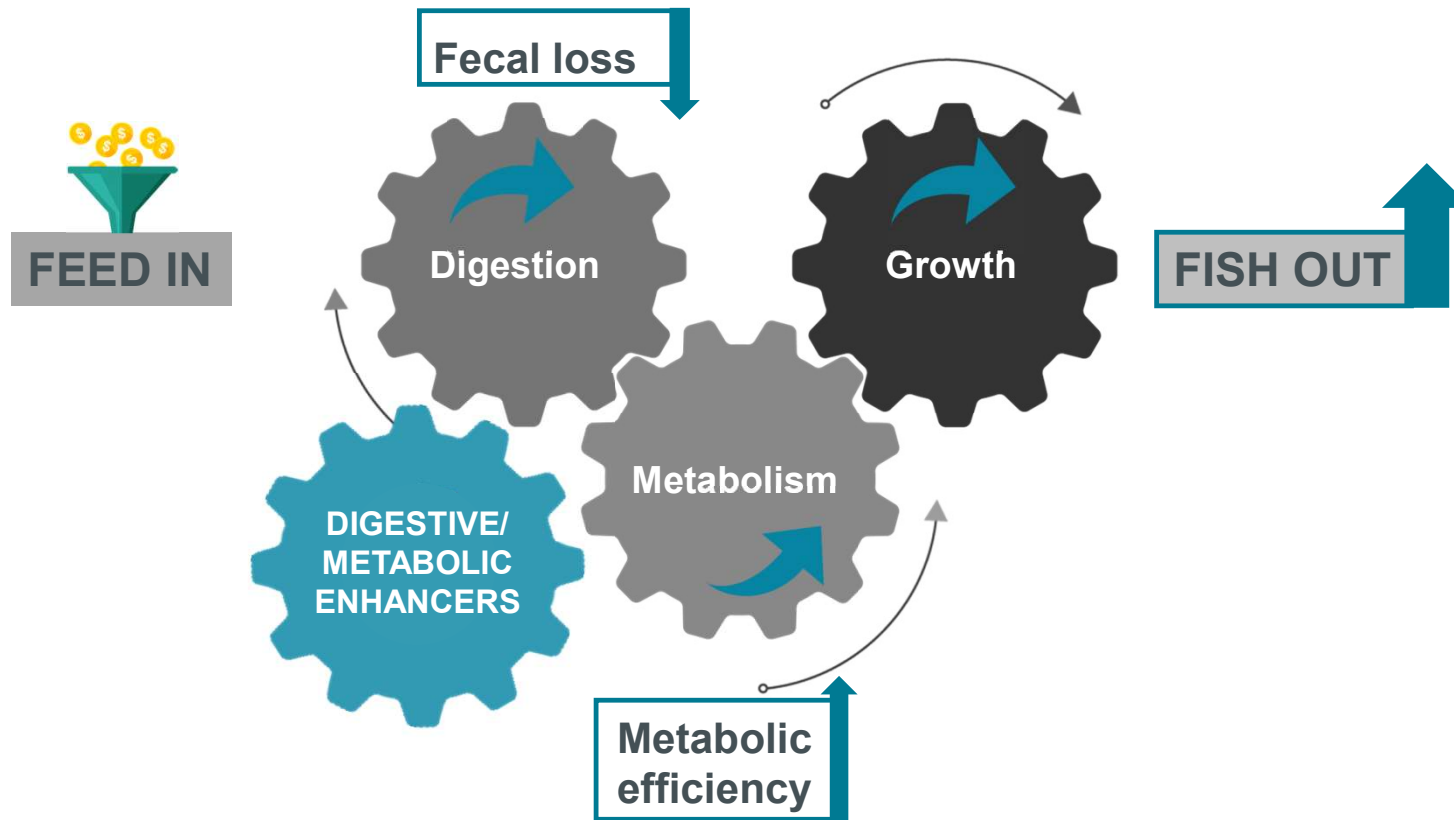 Fecal loss
FEED IN
Digestion
Growth
FISH OUT
Metabolism
DIGESTIVE/
METABOLIC
ENHANCERS
Metabolic
efficiency